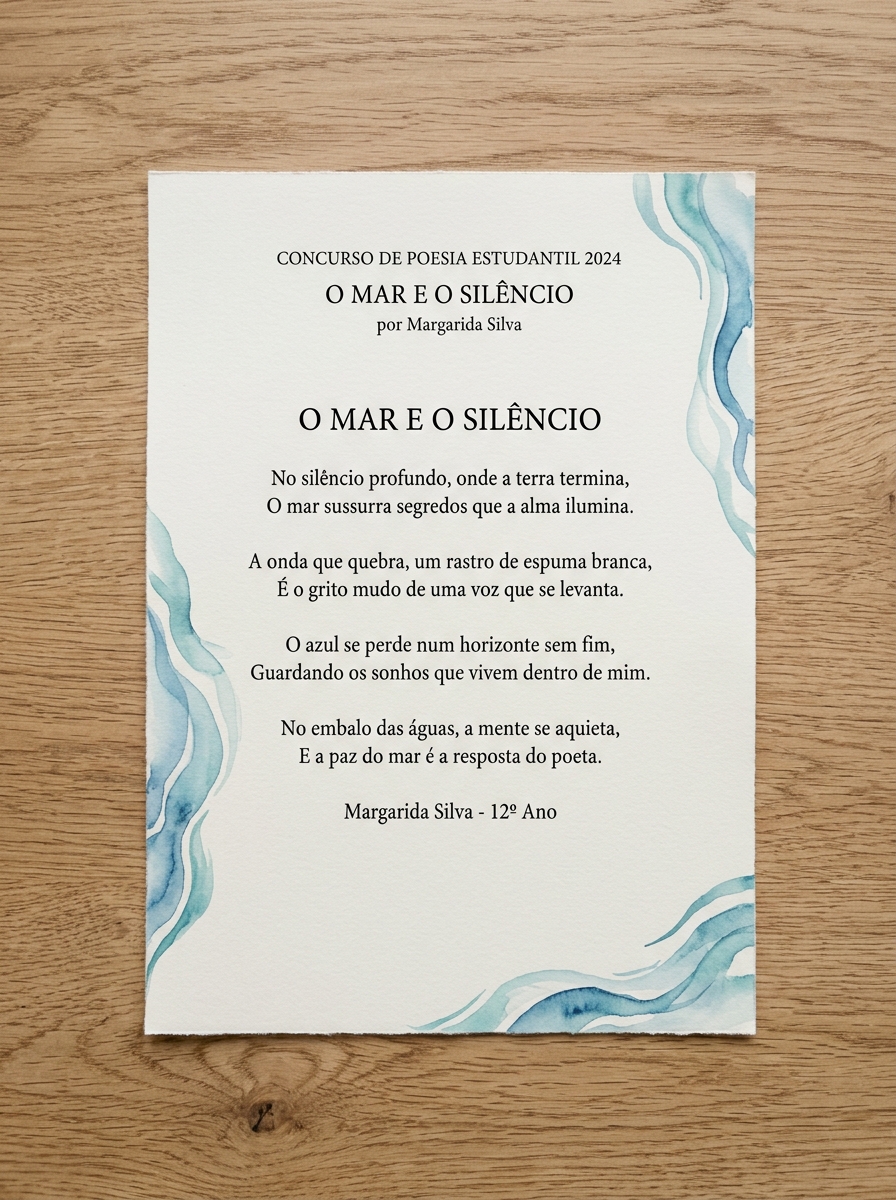 CONCURSO DE POESIA ESTUDANTIL 2024
O MAR E O SILÊNCIO
por Margarida Silva
O MAR E O SILÊNCIO
No silêncio profundo, onde a terra termina,
O mar sussurra segredos que a alma ilumina.
A onda que quebra, um rastro de espuma branca,
É o grito mudo de uma voz que se levanta.
O azul se perde num horizonte sem fim,
Guardando os sonhos que vivem dentro de mim.
No embalo das águas, a mente se aquieta,
E a paz do mar é a resposta do poeta.
Margarida Silva - 12º Ano